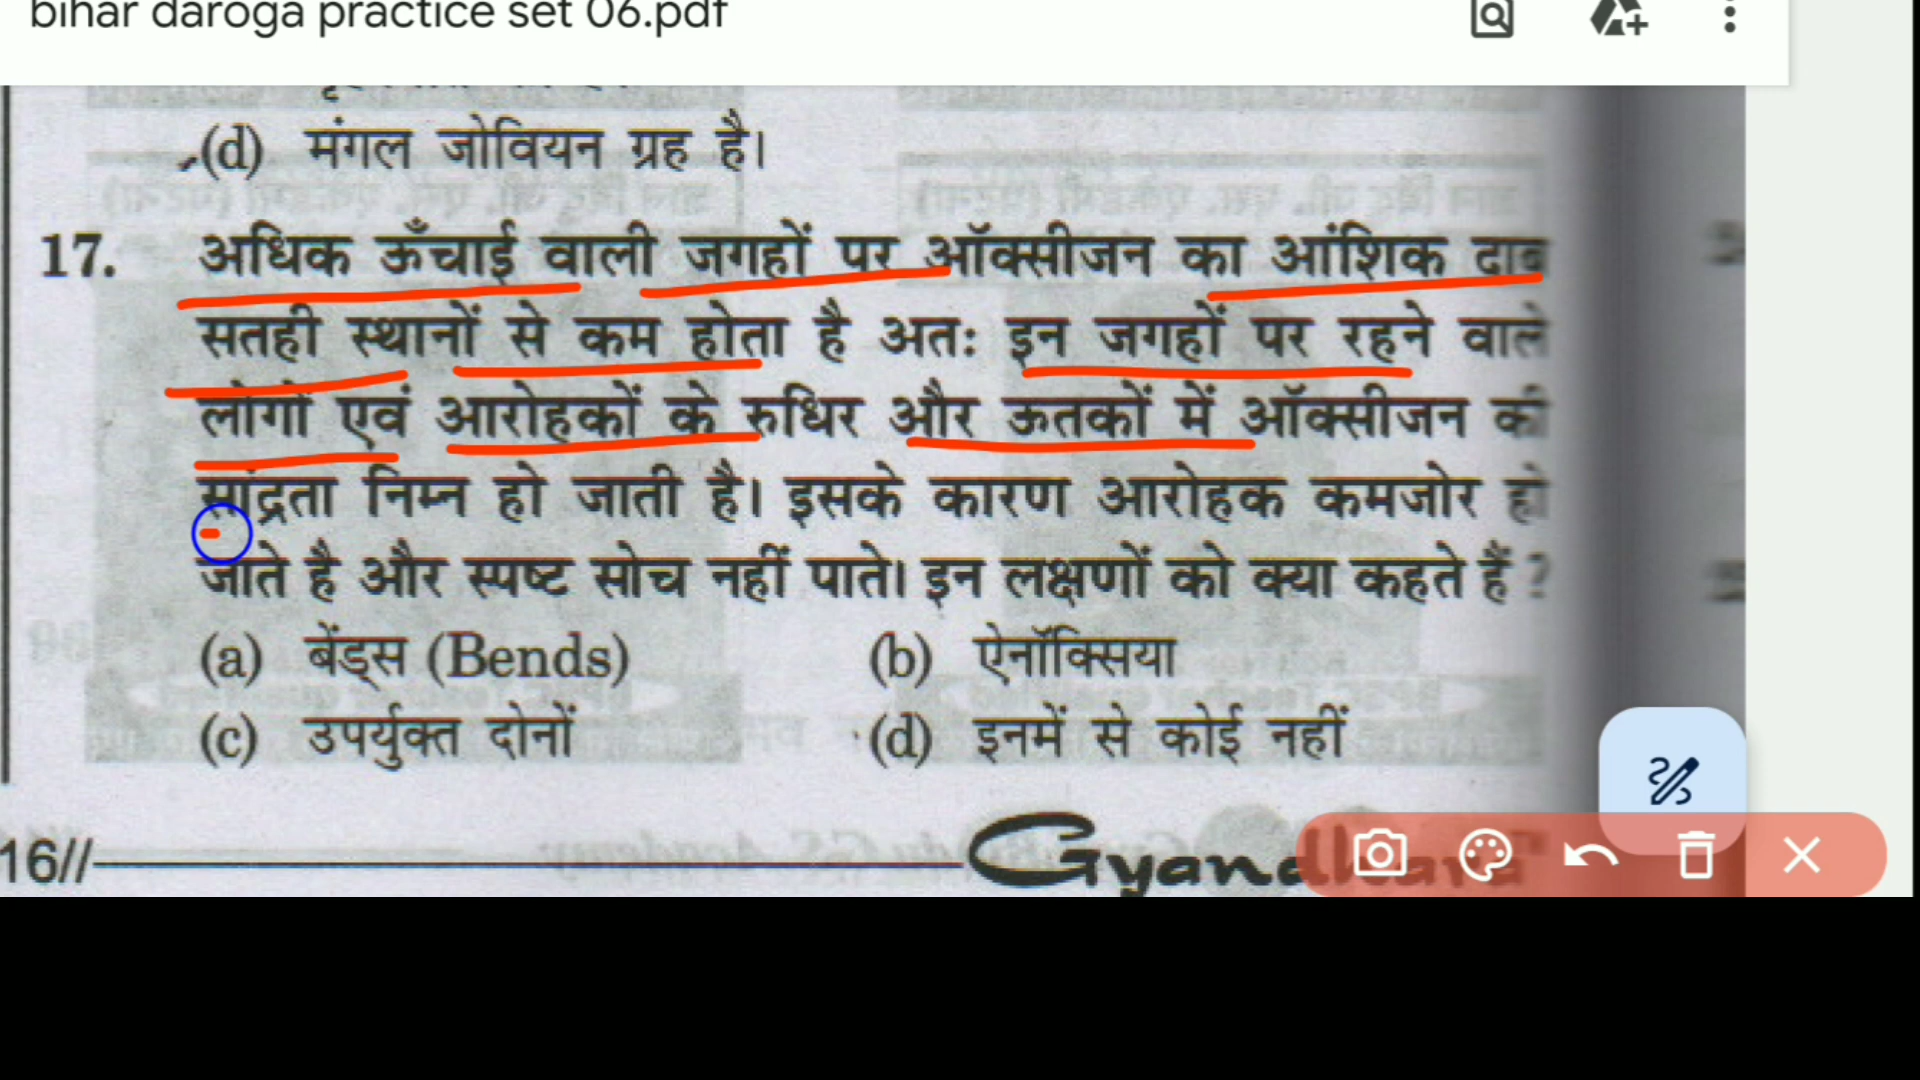 bihar daroga practice set 06.pdf
(d) मंगल जोवियन ग्रह है।
17. अधिक ऊँचाई वाली जगहों पर ऑक्सीजन का आंशिक दाब
सतही स्थानों से कम होता है अतः इन जगहों पर रहने वाले
लोगों एवं आरोहकों के रुधिर और ऊतकों में ऑक्सीजन की
सांद्रता निम्न हो जाती है। इसके कारण आरोहक कमजोर हो
जाते है और स्पष्ट सोच नहीं पाते। इन लक्षणों को क्या कहते हैं ?
(a) बेंड्स (Bends) (b) ऐनॉक्सिया
(c) उपर्युक्त दोनों (d) इनमें से कोई नहीं
16// Gyandhara